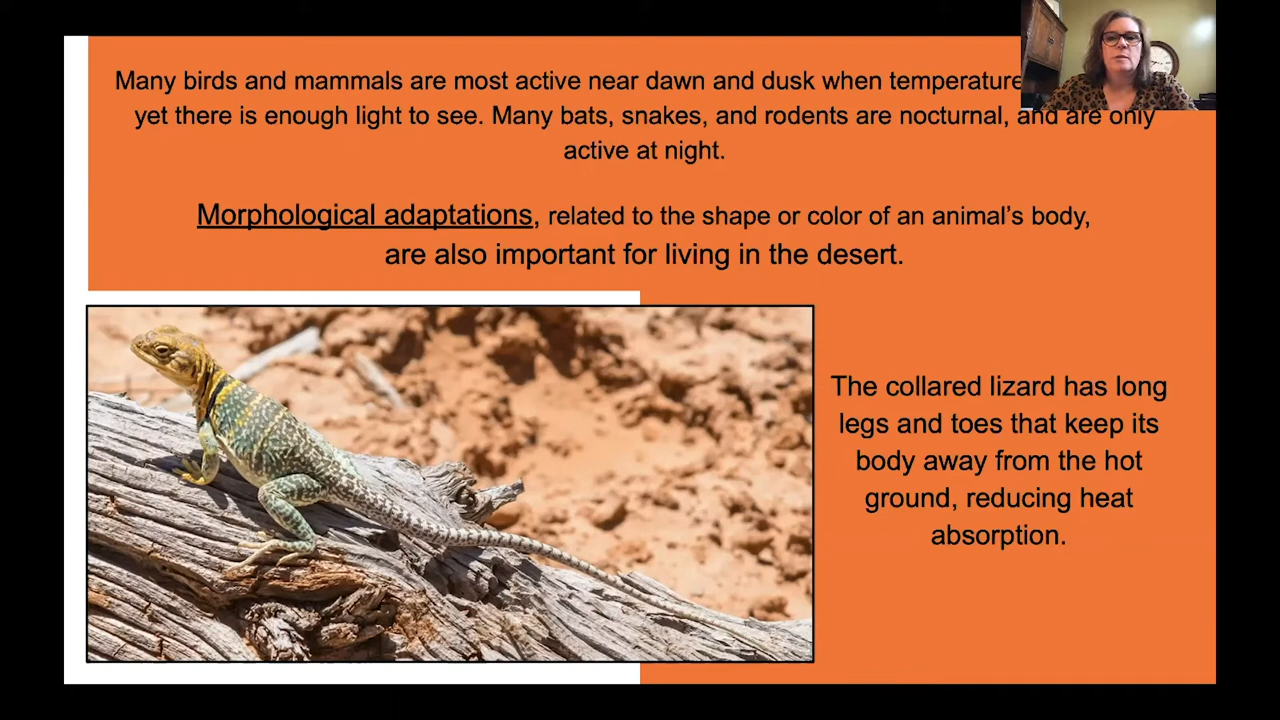 Many birds and mammals are most active near dawn and dusk when temperature
yet there is enough light to see. Many bats, snakes, and rodents are nocturnal, and are only
active at night.
Morphological adaptations, related to the shape or color of an animal's body,
are also important for living in the desert.
The collared lizard has long
legs and toes that keep its
body away from the hot
ground, reducing heat
absorption.